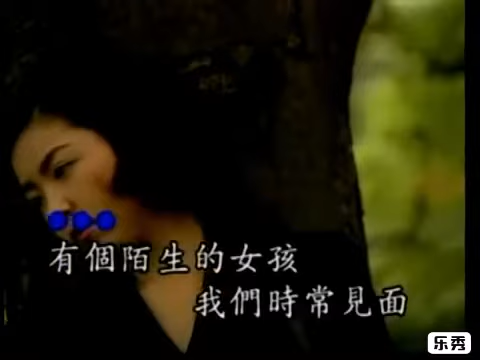 有個陌生的女孩
我們時常見面
乐秀